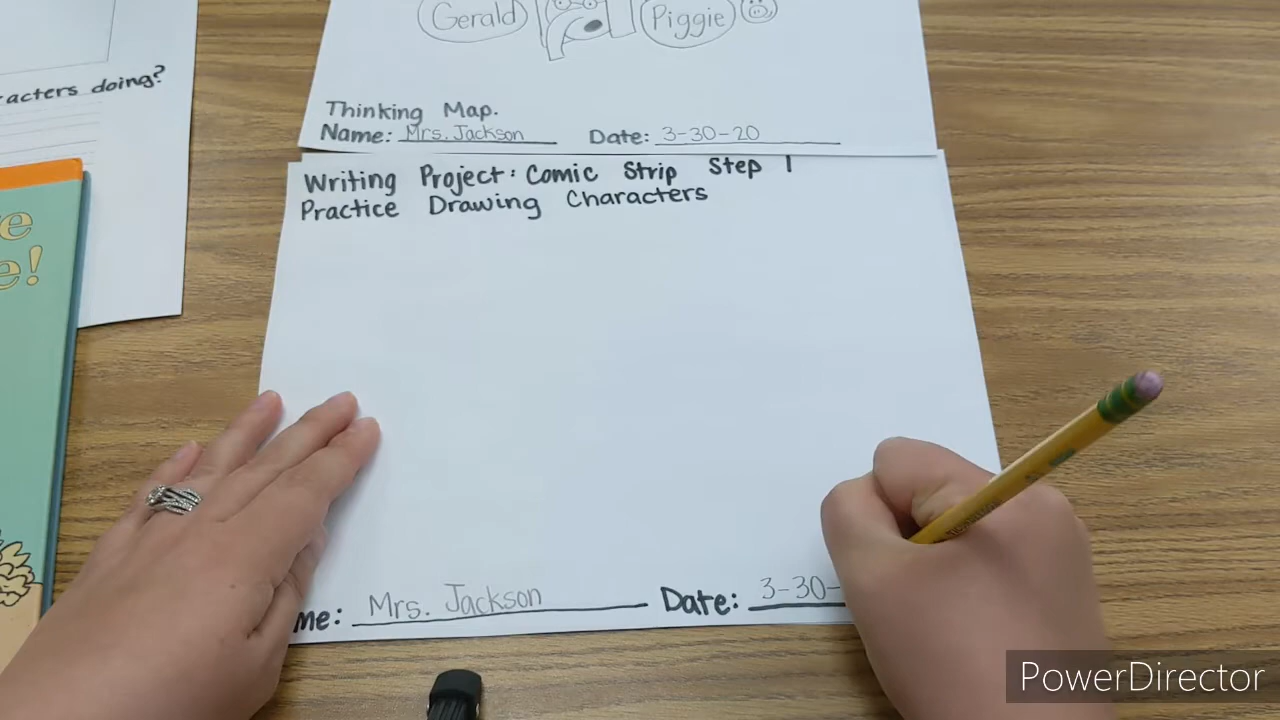 Gerald
Piggie
acters doing?
Thinking Map.
Name: Mrs. Jackson Date: 3-30-20
Writing Project: Comic Strip Step 1
Practice Drawing Characters
e
e!
me: Mrs. Jackson Date: 3-30-
PowerDirector